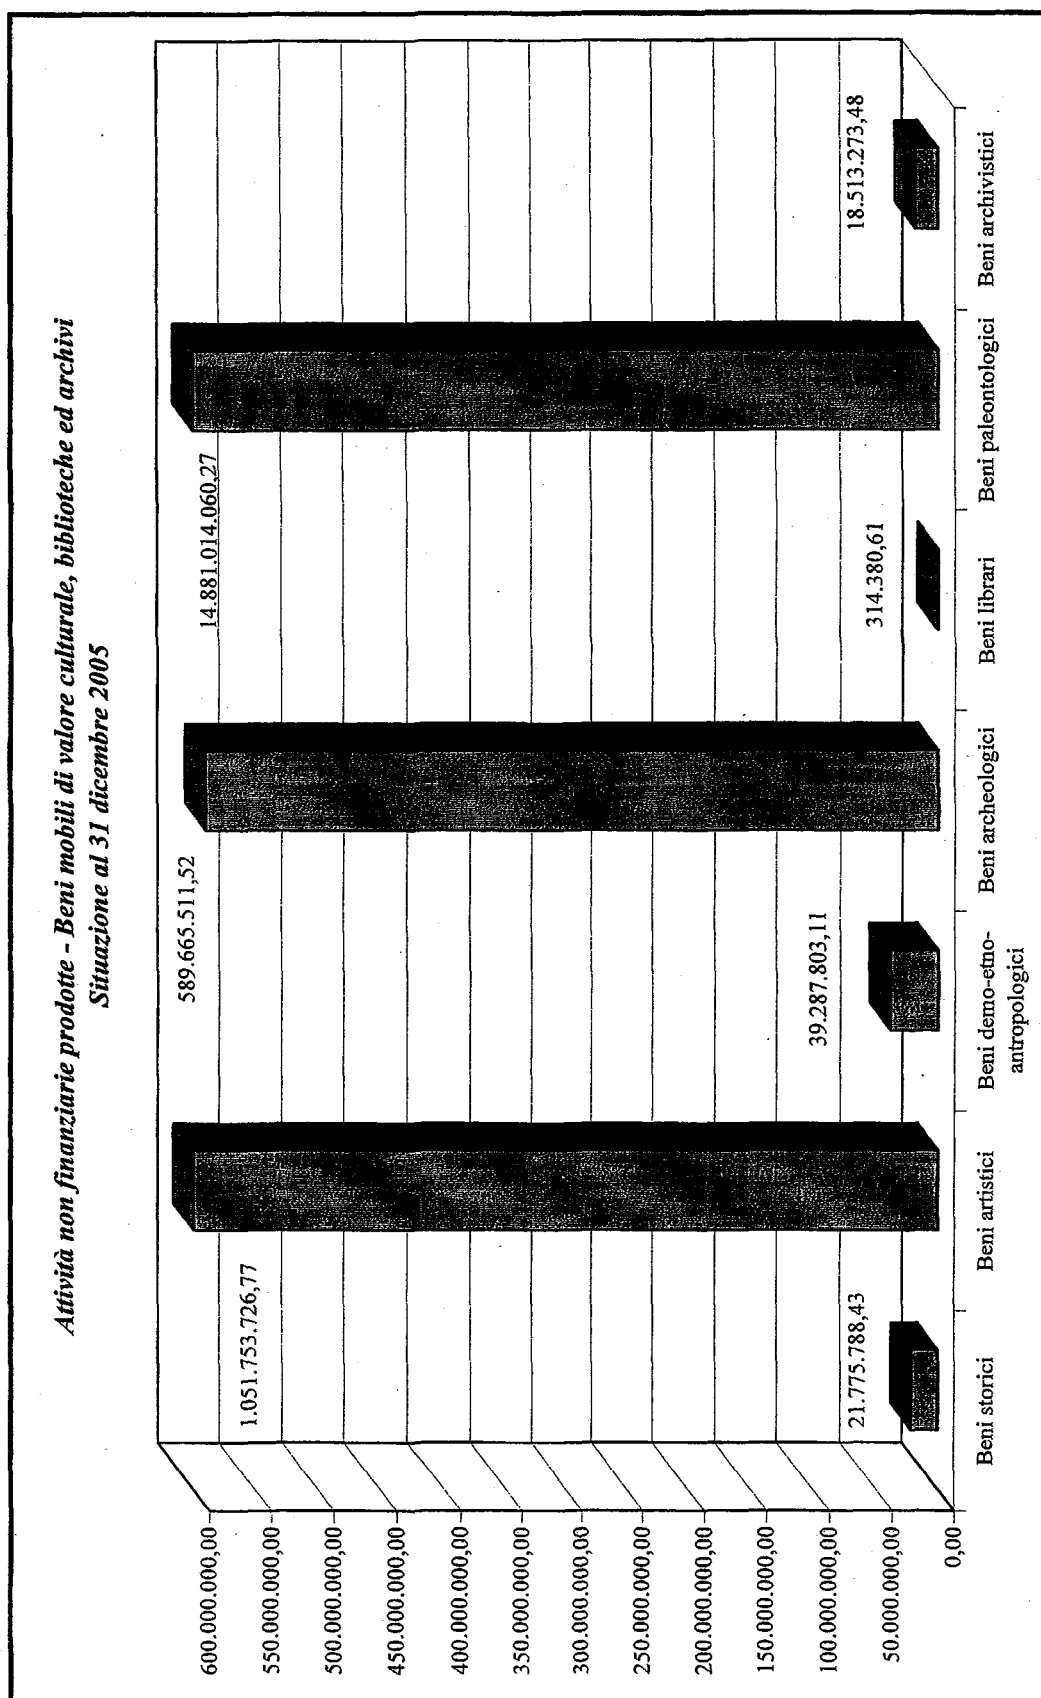 Attività non finanziarie prodotte - Beni mobili di valore culturale, biblioteche ed archivi
Situazione al 31 dicembre 2005
600.000.000,00
550.000.000,00
500.000.000,00
450.000.000,00
400.000.000,00
350.000.000,00
300.000.000,00
250.000.000,00
200.000.000,00
150.000.000,00
100.000.000,00
50.000.000,00
0,00
21.775.788,43
1.051.753.726,77
39.287.803,11
589.665.511,52
314.380,61
14.881.014.060,27
18.513.273,48
Beni storici
Beni artistici
Beni demo-etno-
antropologici
Beni archeologici
Beni librari
Beni paleontologici
Beni archivistici